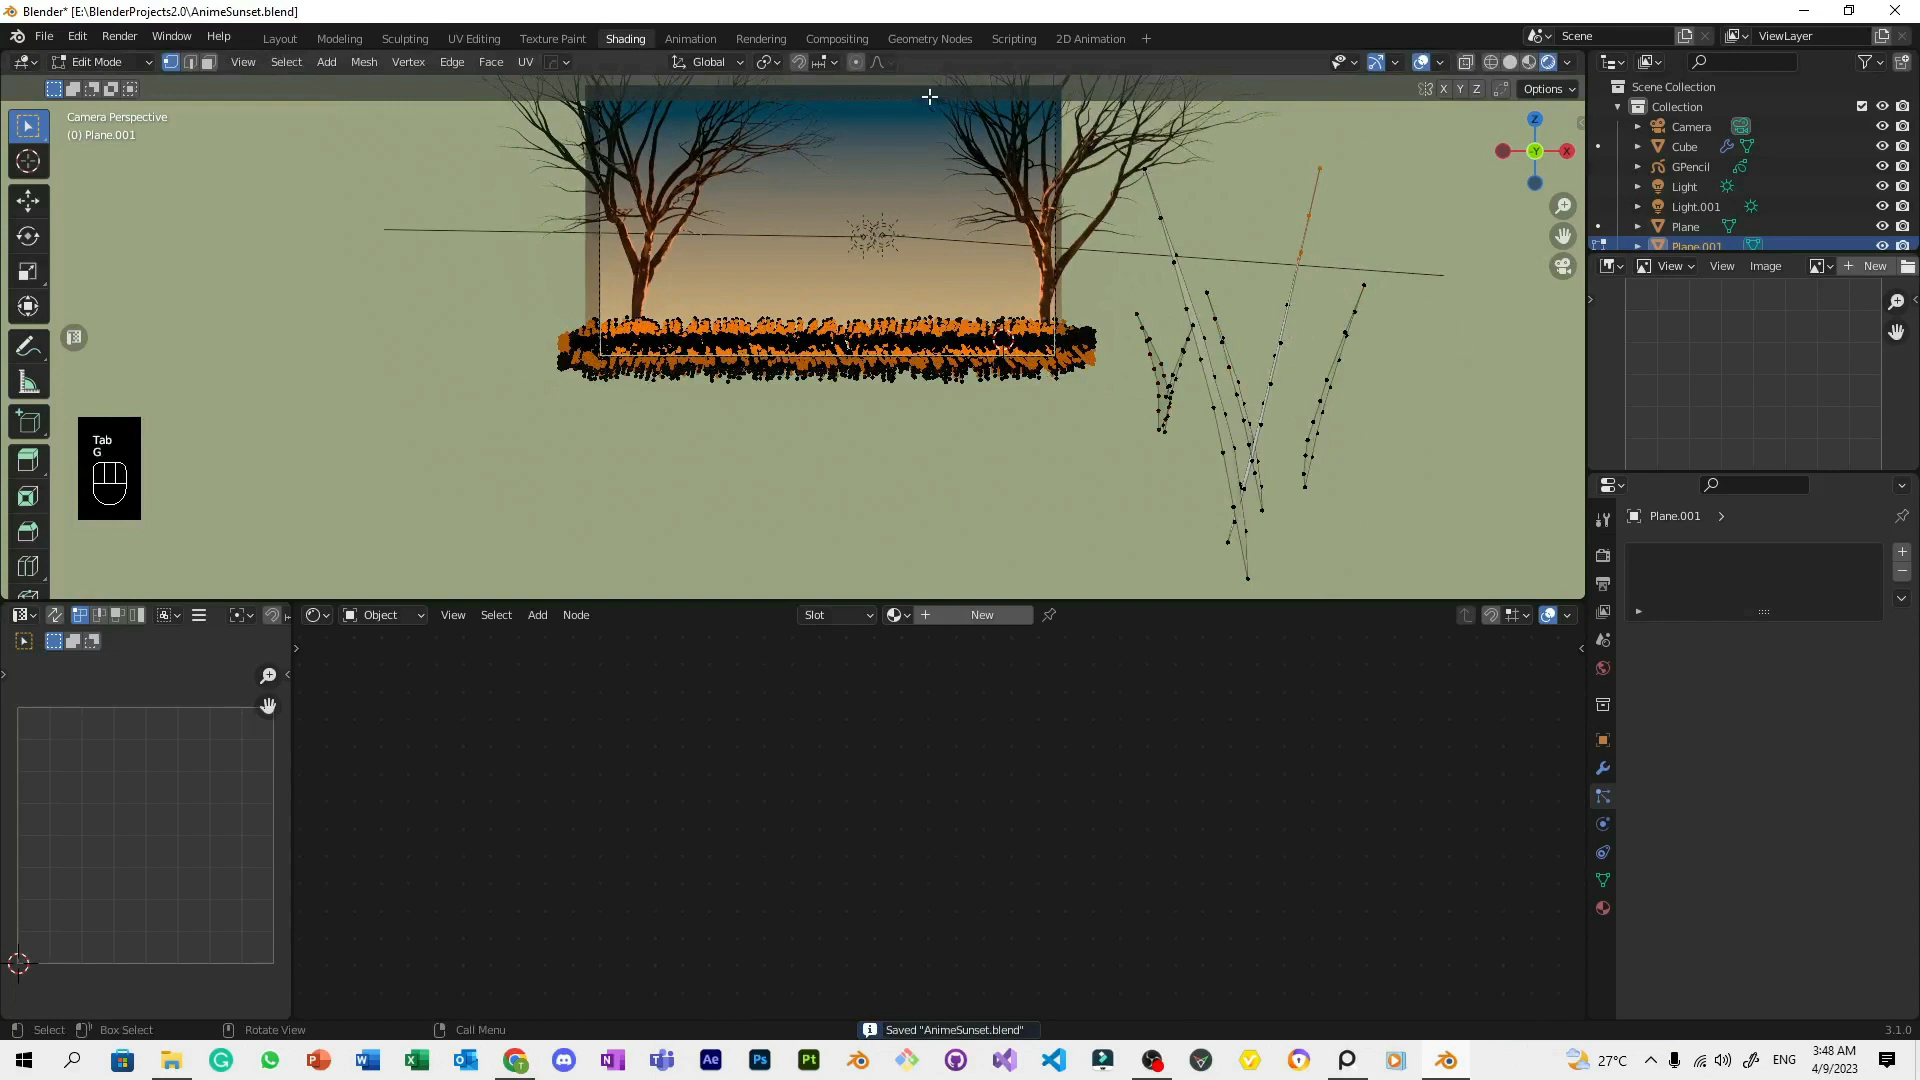 Blender* [E:\BlenderProjects2.0\AnimeSunset.blend]
File Edit Render Window Help Layout Modeling Sculpting UV Editing Texture Paint Shading Animation Rendering Compositing Geometry Nodes Scripting 2D Animation + Scene ViewLayer
Edit Mode View Select Add Mesh Vertex Edge Face UV Global
X Y Z Options
Camera Perspective
(0) Plane.001
Z
X
-Y
Tab
G
Scene Collection
Collection
Camera
Cube
GPencil
Light
Light.001
Plane
Plane.001
View View Image New
Plane.001
Object View Select Add Node Slot New
Select Box Select Rotate View Call Menu Saved "AnimeSunset.blend" 3.1.0
27°C ENG 3:48 AM
4/9/2023